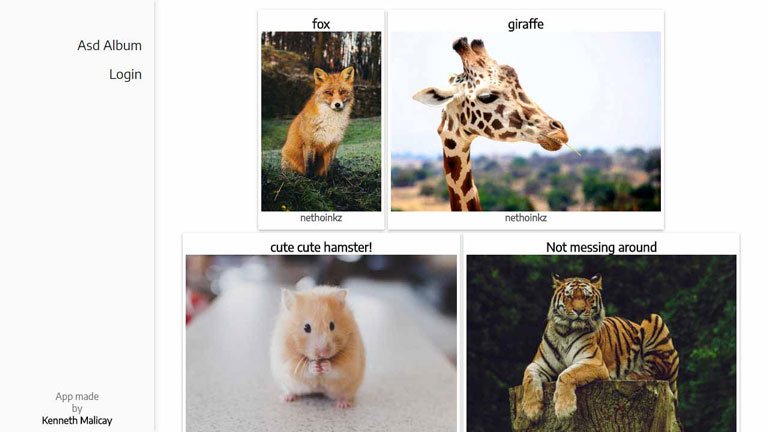 Asd Album
Login
fox
nethoinkz
giraffe
nethoinkz
cute cute hamster!
Not messing around
App made
by
Kenneth Malicay